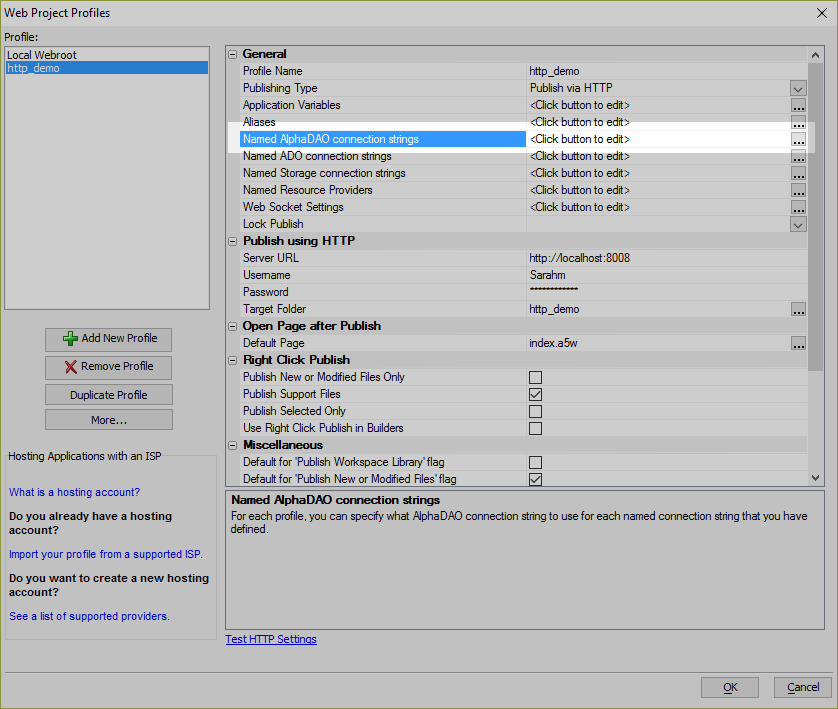 Web Project Profiles
Profile:
Local Webroot
http_demo
Add New Profile
Remove Profile
Duplicate Profile
More...
Hosting Applications with an ISP
What is a hosting account?
Do you already have a hosting
account?
Import your profile from a supported ISP.
Do you want to create a new hosting
account?
See a list of supported providers.
General
Profile Name http_demo
Publishing Type Publish via HTTP
Application Variables <Click button to edit> ...
Aliases <Click button to edit> ...
Named AlphaDAO connection strings <Click button to edit> ...
Named ADO connection strings <Click button to edit> ...
Named Storage connection strings <Click button to edit> ...
Named Resource Providers <Click button to edit> ...
Web Socket Settings <Click button to edit> ...
Lock Publish
Publish using HTTP
Server URL http://localhost:8008
Username Sarahm
Password ************
Target Folder http_demo ...
Open Page after Publish
Default Page index.a5w ...
Right Click Publish
Publish New or Modified Files Only
Publish Support Files
Publish Selected Only
Use Right Click Publish in Builders
Miscellaneous
Default for 'Publish Workspace Library' flag
Default for 'Publish New or Modified Files' flag
Named AlphaDAO connection strings
For each profile, you can specify what AlphaDAO connection string to use for each named connection string that you have
defined.
Test HTTP Settings
OK
Cancel